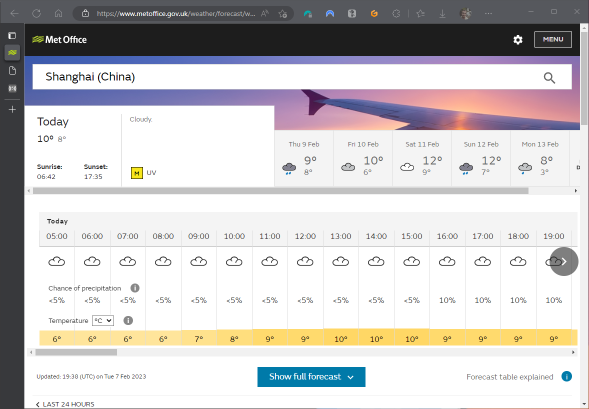 https://www.metoffice.gov.uk/weather/forecast/w...
Met Office
MENU
Shanghai (China)
Today
10° 8°
Cloudy
Sunrise: Sunset:
06:42 17:35
M UV
Thu 9 Feb Fri 10 Feb Sat 11 Feb Sun 12 Feb Mon 13 Feb
9° 10° 12° 12° 8°
8° 6° 9° 7° 3°
Today
05:00 06:00 07:00 08:00 09:00 10:00 11:00 12:00 13:00 14:00 15:00 16:00 17:00 18:00 19:00
Chance of precipitation i
<5% <5% <5% <5% <5% <5% <5% <5% <5% <5% <5% 10% 10% 10% 10%
Temperature °C i
6° 6° 6° 6° 7° 8° 9° 9° 10° 10° 10° 9° 9° 9° 9°
Updated: 19:38 (UTC) on Tue 7 Feb 2023
Show full forecast
Forecast table explained i
LAST 24 HOURS